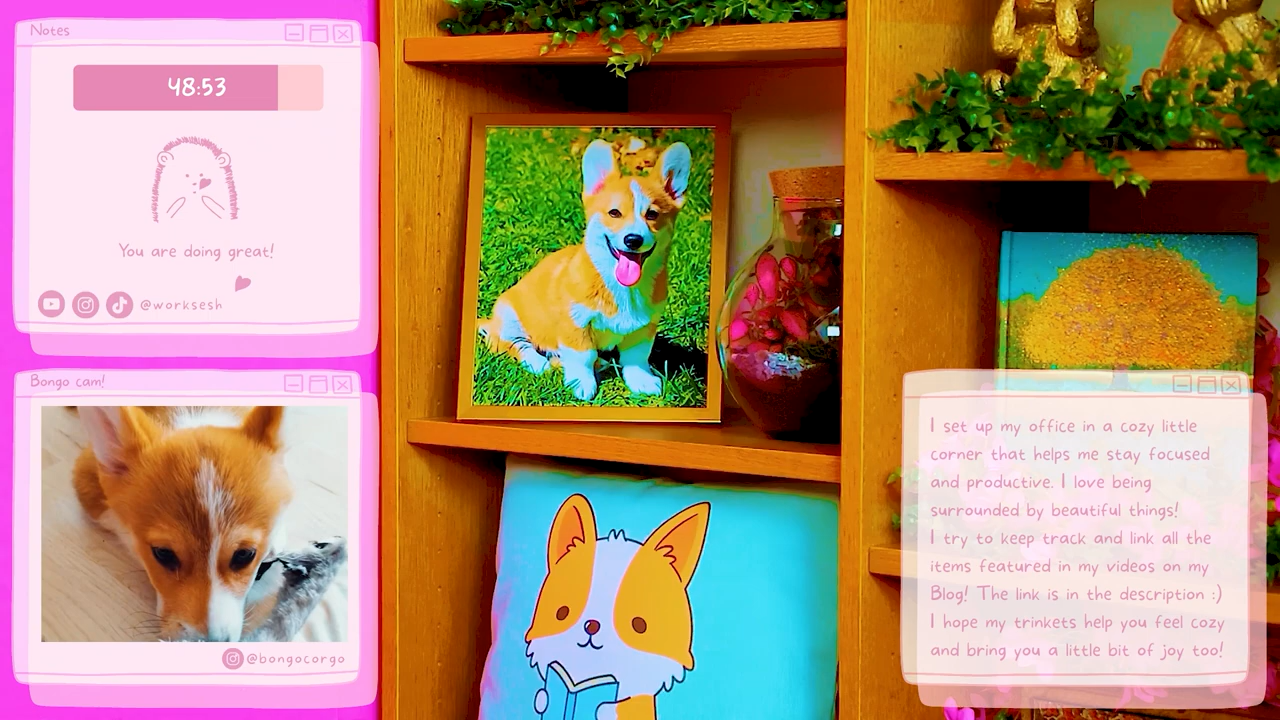 Notes
48:53
You are doing great!
@worksesh
Bongo cam!
@bongocorgo
I set up my office in a cozy little
corner that helps me stay focused
and productive. I love being
surrounded by beautiful things!
I try to keep track and link all the
items featured in my videos on my
Blog! The link is in the description :)
I hope my trinkets help you feel cozy
and bring you a little bit of joy too!